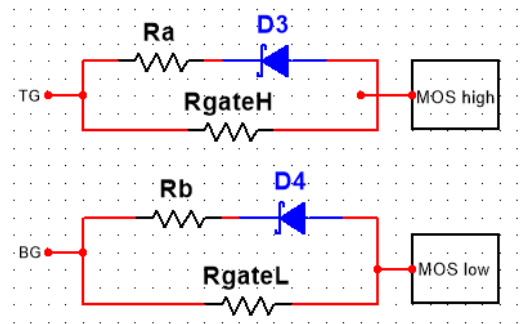 D3
Ra
TG
RgateH
MOS high
D4
Rb
BG
RgateL
MOS low